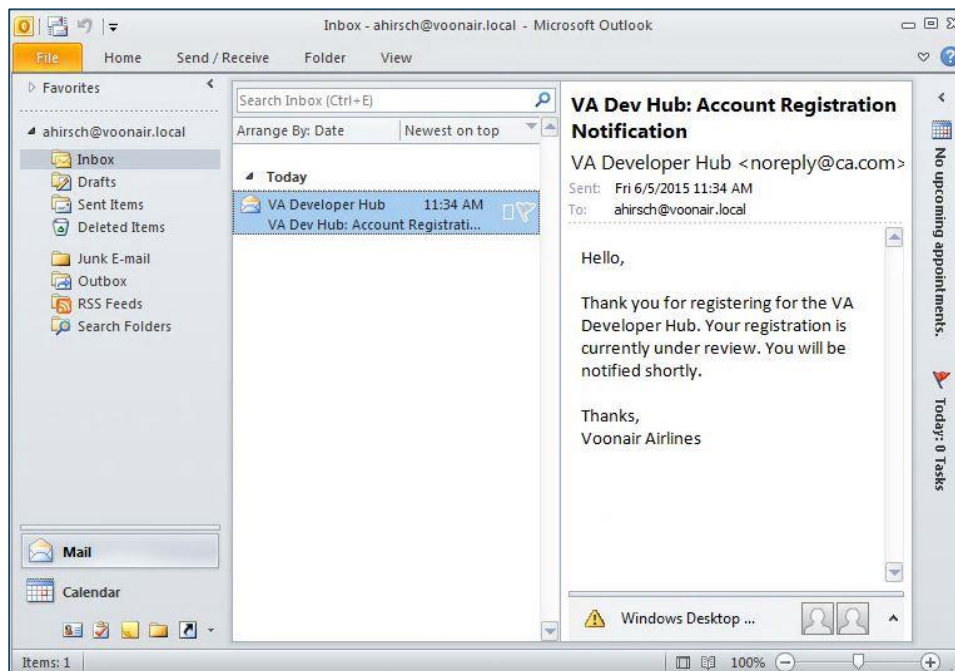 Inbox - ahirsch@voonair.local - Microsoft Outlook
File Home Send / Receive Folder View
Favorites
ahirsch@voonair.local
Inbox
Drafts
Sent Items
Deleted Items
Junk E-mail
Outbox
RSS Feeds
Search Folders
Mail
Calendar
Search Inbox (Ctrl+E)
Arrange By: Date Newest on top
Today
VA Developer Hub 11:34 AM
VA Dev Hub: Account Registrati...
VA Dev Hub: Account Registration
Notification
VA Developer Hub <noreply@ca.com>
Sent: Fri 6/5/2015 11:34 AM
To: ahirsch@voonair.local
Hello,
Thank you for registering for the VA
Developer Hub. Your registration is
currently under review. You will be
notified shortly.
Thanks,
Voonair Airlines
Windows Desktop ...
No upcoming appointments.
Today: 0 Tasks
Items: 1
100%